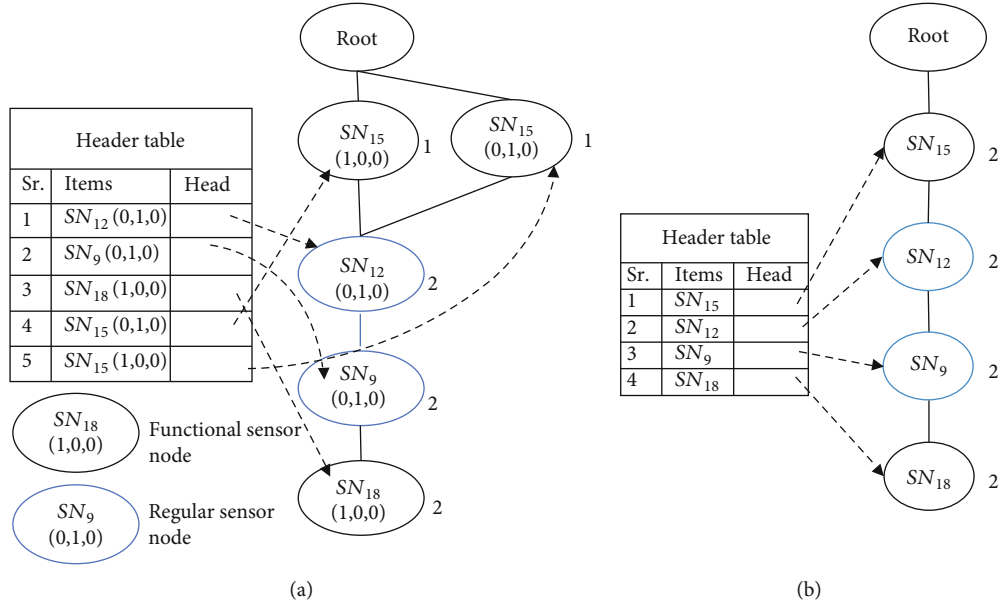 Root
SN15
(1,0,0)
1
SN15
(0,1,0)
1
Header table
Sr. Items Head
1 SN12 (0,1,0)
2 SN9 (0,1,0)
3 SN18 (1,0,0)
4 SN15 (0,1,0)
5 SN15 (1,0,0)
SN12
(0,1,0)
2
SN9
(0,1,0)
2
SN18
(1,0,0)
2
SN18
(1,0,0)
Functional sensor
node
SN9
(0,1,0)
Regular sensor
node
(a)
Root
SN15
2
Header table
Sr. Items Head
1 SN15
2 SN12
3 SN9
4 SN18
SN12
2
SN9
2
SN18
2
(b)